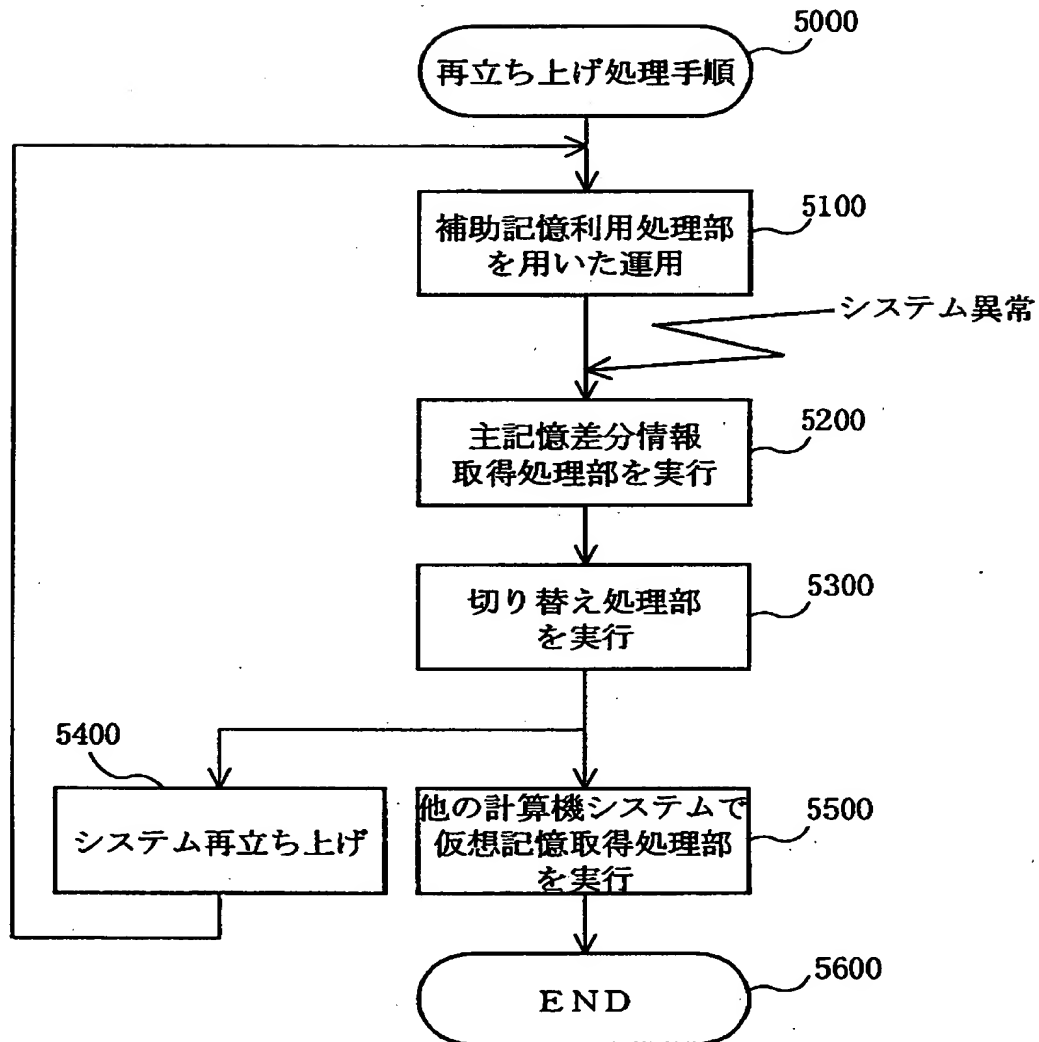 5000
再立ち上げ処理手順
5100
補助記憶利用処理部
を用いた運用
システム異常
5200
主記憶差分情報
取得処理部を実行
5300
切り替え処理部
を実行
5400
システム再立ち上げ
5500
他の計算機システムで
仮想記憶取得処理部
を実行
5600
END